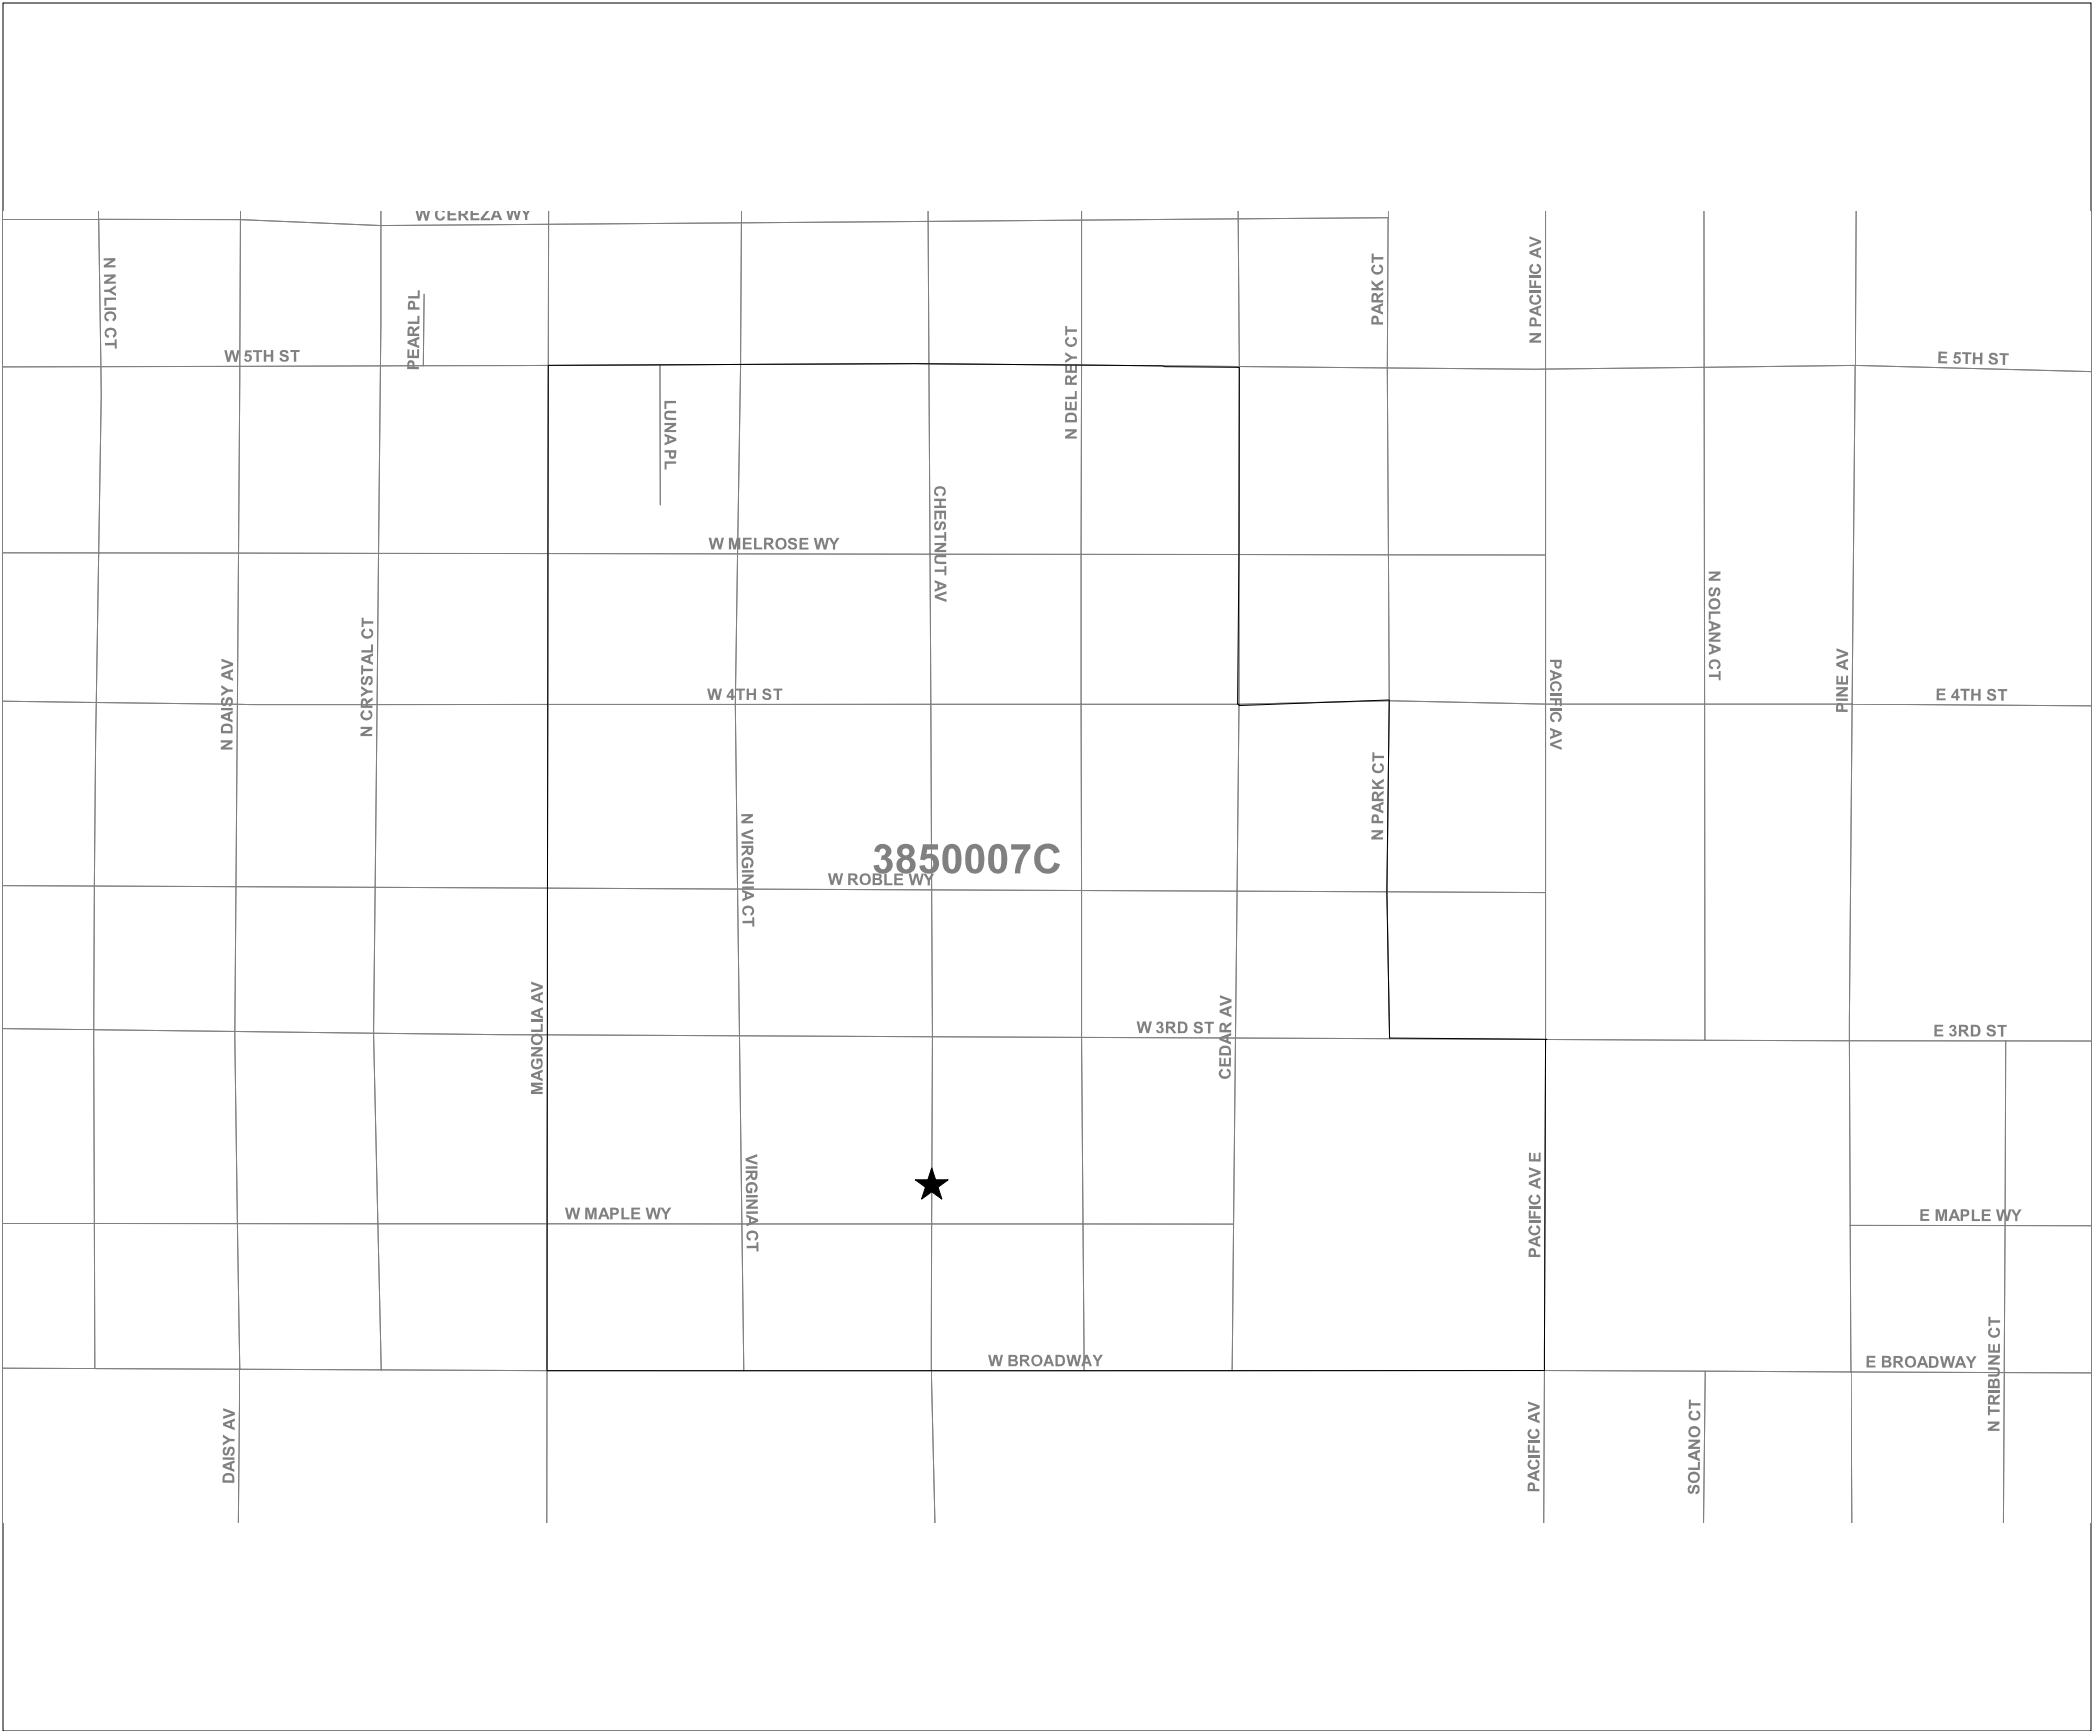 W CEREZA WY
N NYLIC CT
PEARL PL
PARK CT
N PACIFIC AV
W 5TH ST
N DEL REY CT
E 5TH ST
LUNA PL
CHESTNUT AV
W MELROSE WY
N SOLANA CT
N DAISY AV
N CRYSTAL CT
W 4TH ST
PACIFIC AV
PINE AV
E 4TH ST
N PARK CT
N VIRGINIA CT
3850007C
W ROBLE WY
MAGNOLIA AV
W 3RD ST
CEDAR AV
E 3RD ST
VIRGINIA CT
PACIFIC AV E
W MAPLE WY
E MAPLE WY
W BROADWAY
E BROADWAY
N TRIBUNE CT
DAISY AV
PACIFIC AV
SOLANO CT